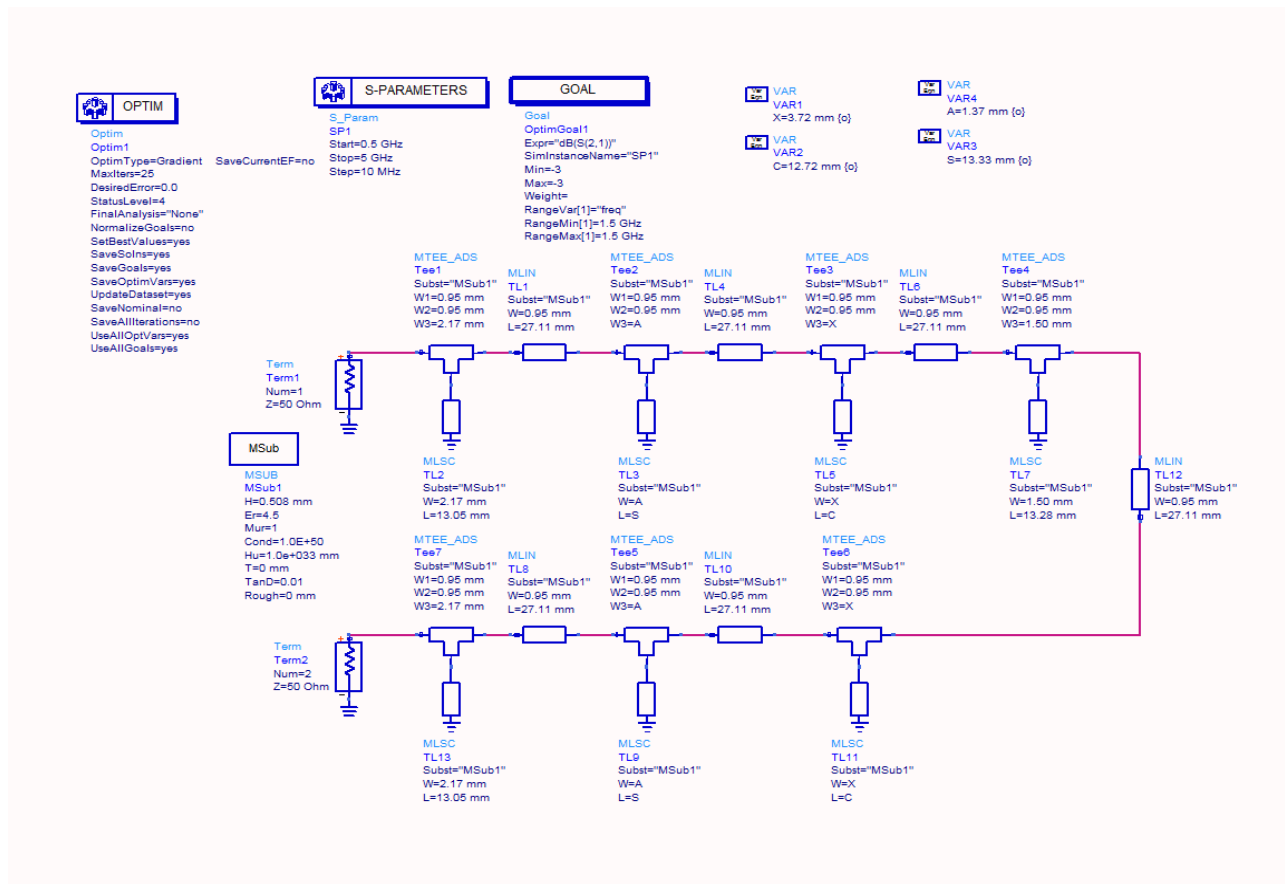 OPTIM
Optim
Optim1
OptimType=Gradient SaveCurrentEF=no
MaxIters=25
DesiredError=0.0
StatusLevel=4
FinalAnalysis="None"
NormalizeGoals=no
SetBestValues=yes
SaveSolns=yes
SaveGoals=yes
SaveOptimVars=yes
UpdateDataset=yes
SaveNominal=no
SaveAllIterations=no
UseAllOptVars=yes
UseAllGoals=yes
S-PARAMETERS
S_Param
SP1
Start=0.5 GHz
Stop=5 GHz
Step=10 MHz
GOAL
Goal
OptimGoal1
Expr="dB(S(2,1))"
SimInstanceName="SP1"
Min=-3
Max=-3
Weight=
RangeVar[1]="freq"
RangeMin[1]=1.5 GHz
RangeMax[1]=1.5 GHz
Var
Eqn
VAR
VAR1
X=3.72 mm {o}
Var
Eqn
VAR
VAR2
C=12.72 mm {o}
Var
Eqn
VAR
VAR4
A=1.37 mm {o}
Var
Eqn
VAR
VAR3
S=13.33 mm {o}
MTEE_ADS
Tee1
Subst="MSub1"
W1=0.95 mm
W2=0.95 mm
W3=2.17 mm
MLIN
TL1
Subst="MSub1"
W=0.95 mm
L=27.11 mm
MTEE_ADS
Tee2
Subst="MSub1"
W1=0.95 mm
W2=0.95 mm
W3=A
MLIN
TL4
Subst="MSub1"
W=0.95 mm
L=27.11 mm
MTEE_ADS
Tee3
Subst="MSub1"
W1=0.95 mm
W2=0.95 mm
W3=X
MLIN
TL6
Subst="MSub1"
W=0.95 mm
L=27.11 mm
MTEE_ADS
Tee4
Subst="MSub1"
W1=0.95 mm
W2=0.95 mm
W3=1.50 mm
Term
Term1
Num=1
Z=50 Ohm
MSub
MSUB
MSub1
H=0.508 mm
Er=4.5
Mur=1
Cond=1.0E+50
Hu=1.0e+033 mm
T=0 mm
TanD=0.01
Rough=0 mm
MLSC
TL2
Subst="MSub1"
W=2.17 mm
L=13.05 mm
MLSC
TL3
Subst="MSub1"
W=A
L=S
MLSC
TL5
Subst="MSub1"
W=X
L=C
MLSC
TL7
Subst="MSub1"
W=1.50 mm
L=13.28 mm
MLIN
TL12
Subst="MSub1"
W=0.95 mm
L=27.11 mm
MTEE_ADS
Tee7
Subst="MSub1"
W1=0.95 mm
W2=0.95 mm
W3=2.17 mm
MLIN
TL8
Subst="MSub1"
W=0.95 mm
L=27.11 mm
MTEE_ADS
Tee5
Subst="MSub1"
W1=0.95 mm
W2=0.95 mm
W3=A
MLIN
TL10
Subst="MSub1"
W=0.95 mm
L=27.11 mm
MTEE_ADS
Tee6
Subst="MSub1"
W1=0.95 mm
W2=0.95 mm
W3=X
Term
Term2
Num=2
Z=50 Ohm
MLSC
TL13
Subst="MSub1"
W=2.17 mm
L=13.05 mm
MLSC
TL9
Subst="MSub1"
W=A
L=S
MLSC
TL11
Subst="MSub1"
W=X
L=C